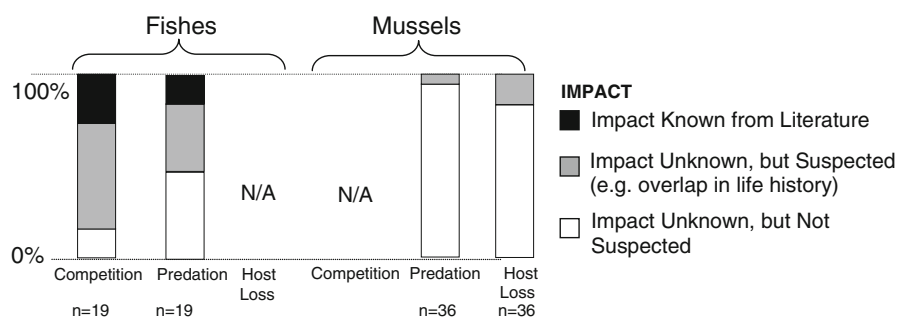 Fishes
Mussels
100%
0%
N/A
N/A
Competition
Predation
Host
Loss
Competition
Predation
Host
Loss
n=19
n=19
n=36
n=36
IMPACT
Impact Known from Literature
Impact Unknown, but Suspected
(e.g. overlap in life history)
Impact Unknown, but Not
Suspected